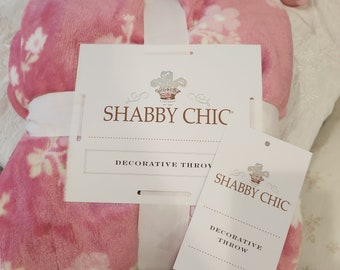 SHABBY CHIC®
DECORATIVE THROW
SHABBY CHIC
DECORATIVE
THROW